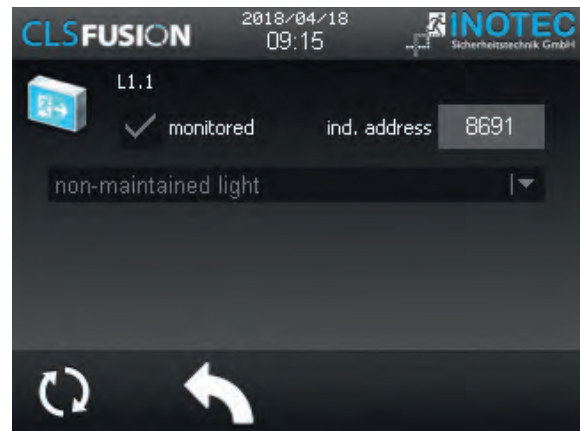 CLSFUSION
2018/04/18
09:15
INOTEC
Sicherheitstechnik GmbH
L1.1
monitored
ind. address
8691
non-maintained light